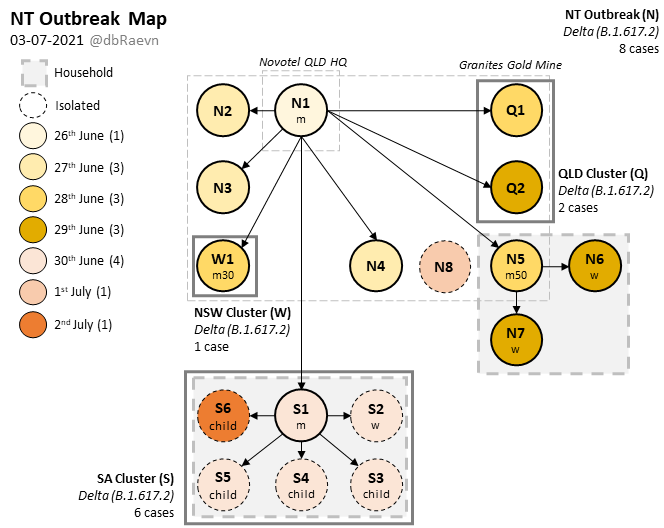 NT Outbreak Map
03-07-2021 @dbRaevn
Household
Isolated
26th June (1)
27th June (3)
28th June (3)
29th June (3)
30th June (4)
1st July (1)
2nd July (1)
NT Outbreak (N)
Delta (B.1.617.2)
8 cases
Novotel QLD HQ
Granites Gold Mine
N2
N1
m
Q1
N3
Q2
QLD Cluster (Q)
Delta (B.1.617.2)
2 cases
W1
m30
N4
N8
N5
m50
N6
w
NSW Cluster (W)
Delta (B.1.617.2)
1 case
N7
w
S6
child
S1
m
S2
w
S5
child
S4
child
S3
child
SA Cluster (S)
Delta (B.1.617.2)
6 cases